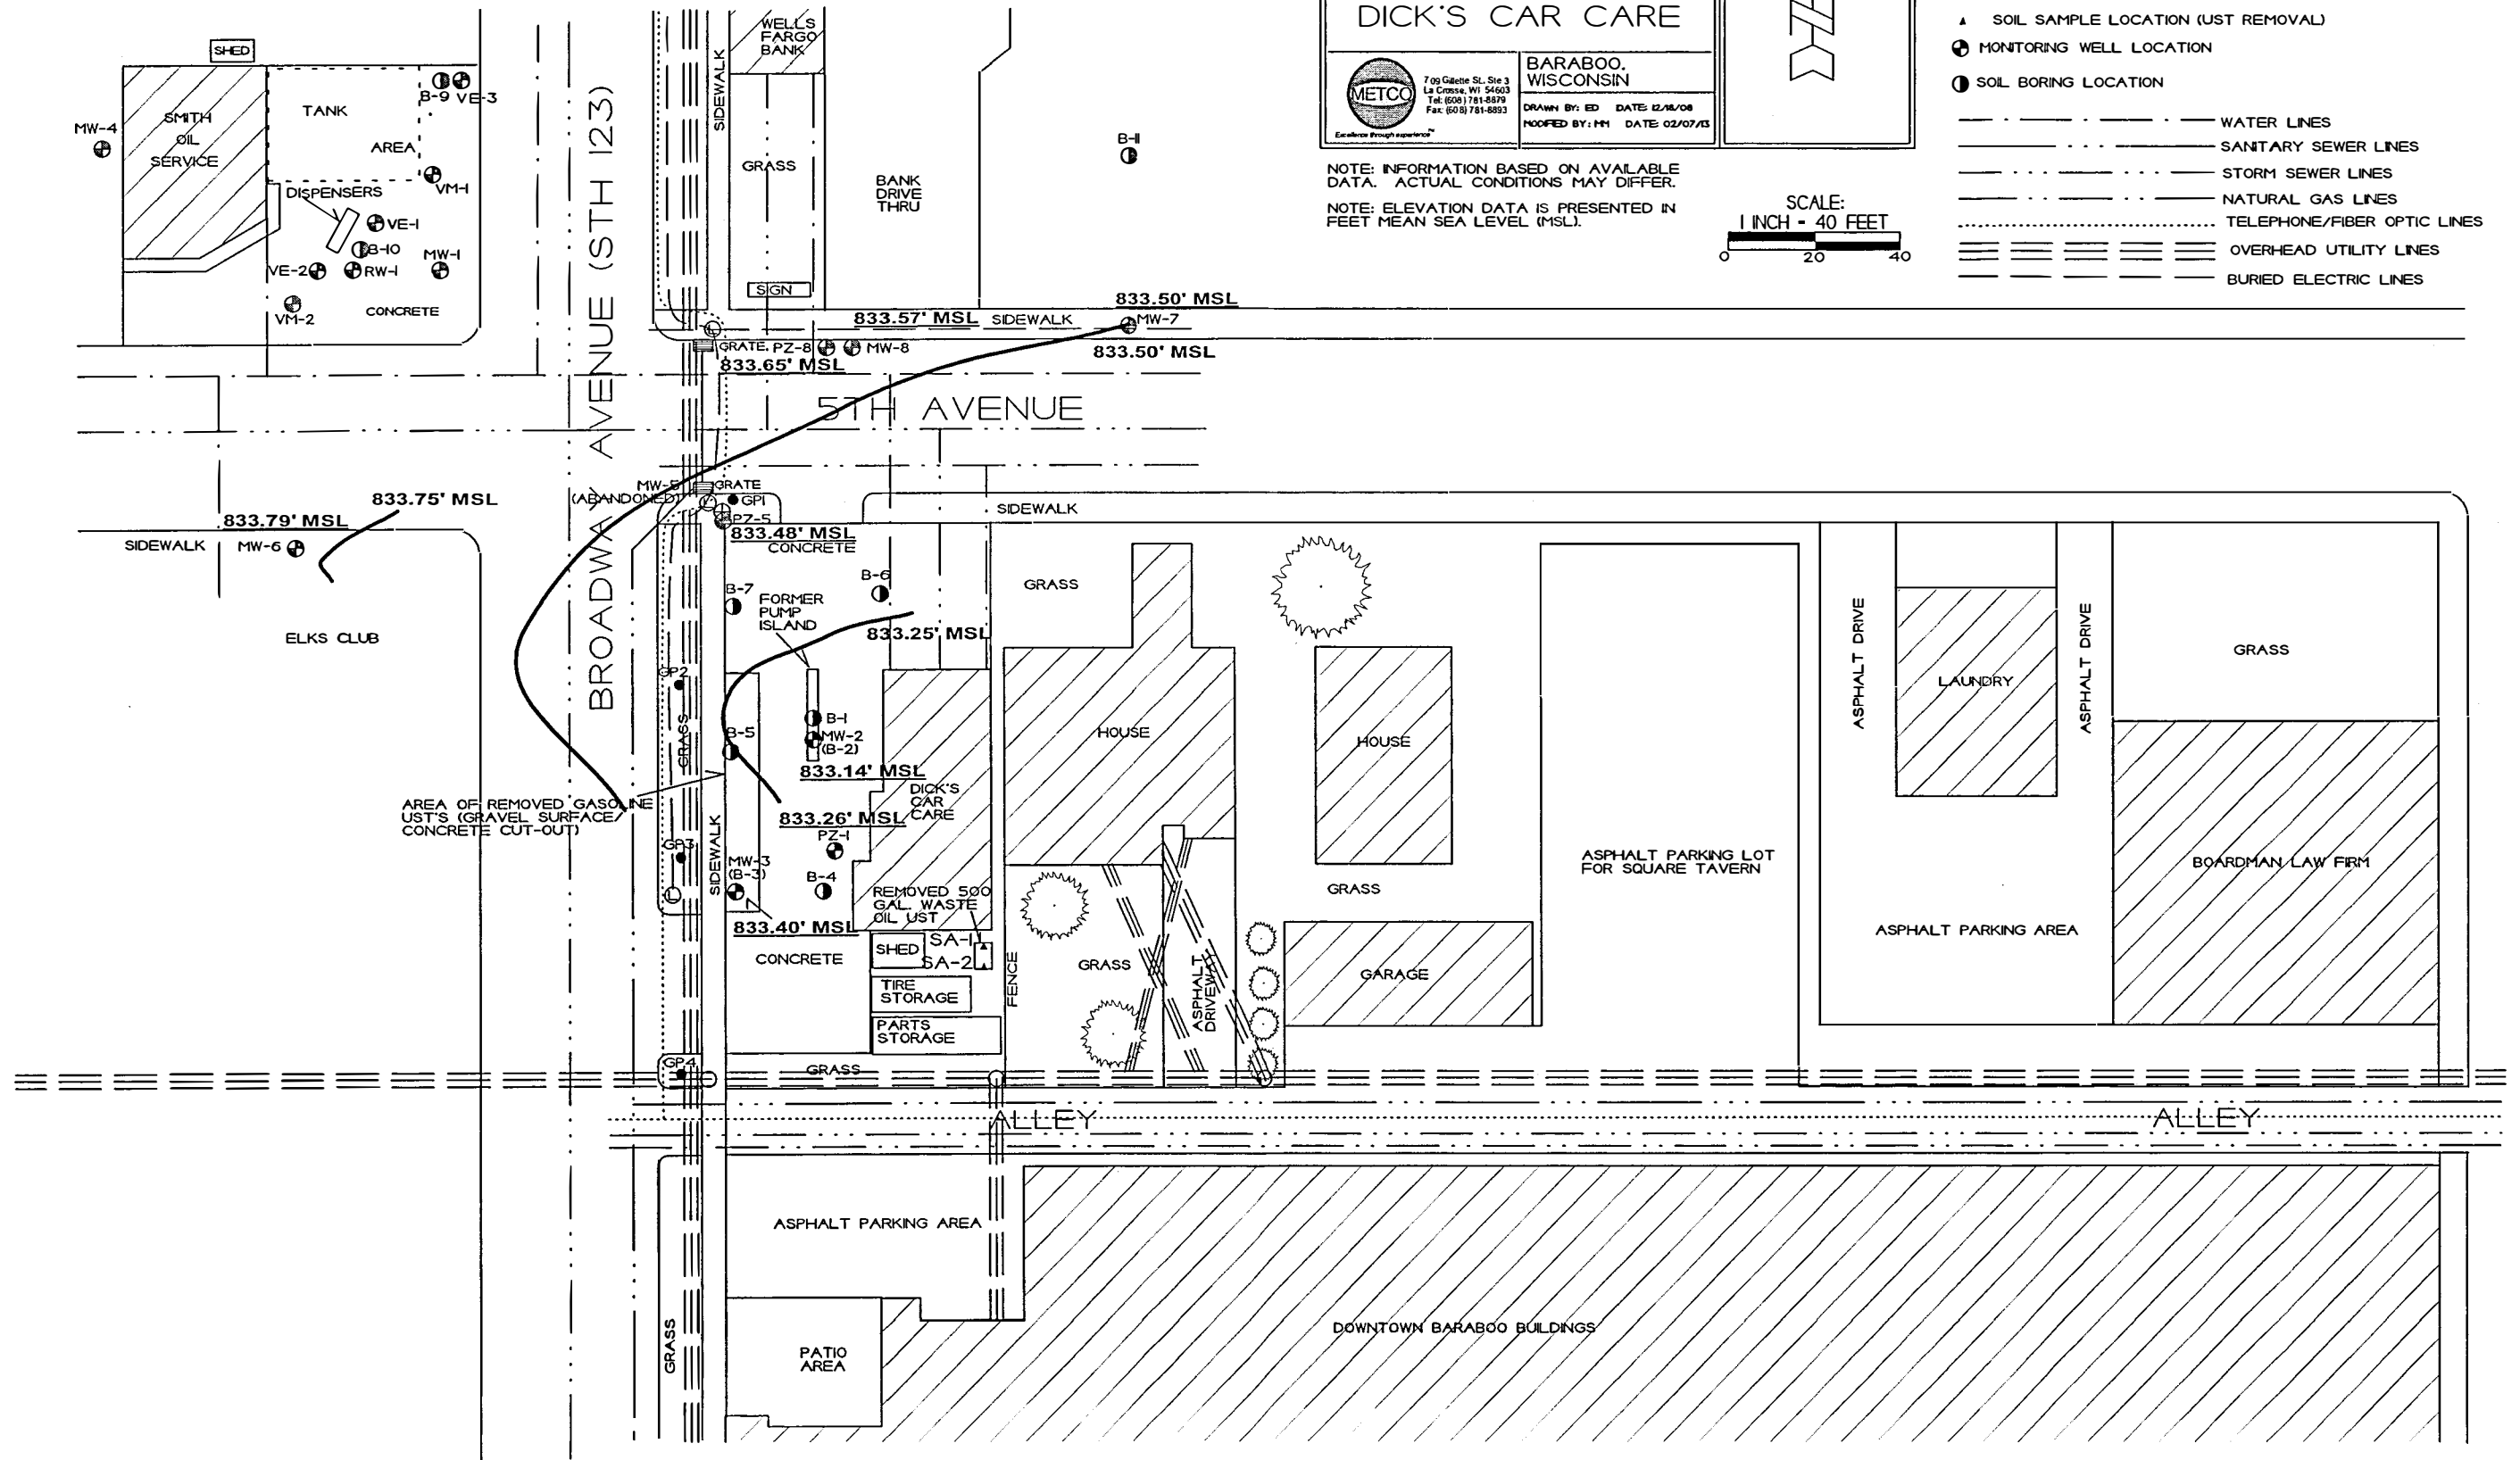 DICK'S CAR CARE
METCO
Excellence through experience™
709 Gillette St. Ste 3
La Crosse, WI 54603
Tel: (608) 781-8879
Fax: (608) 781-8893
BARABOO,
WISCONSIN
DRAWN BY: ED DATE: 12/18/08
MODIFIED BY: MM DATE: 02/07/13
SOIL SAMPLE LOCATION (UST REMOVAL)
MONITORING WELL LOCATION
SOIL BORING LOCATION
WATER LINES
SANITARY SEWER LINES
STORM SEWER LINES
NATURAL GAS LINES
TELEPHONE/FIBER OPTIC LINES
OVERHEAD UTILITY LINES
BURIED ELECTRIC LINES
NOTE: INFORMATION BASED ON AVAILABLE
DATA. ACTUAL CONDITIONS MAY DIFFER.
NOTE: ELEVATION DATA IS PRESENTED IN
FEET MEAN SEA LEVEL (MSL).
SCALE:
1 INCH = 40 FEET
0 20 40
SHED
SMITH
OIL
SERVICE
TANK
AREA
B-9 VE-3
MW-4
VM-1
DISPENSERS
VE-1
B-10
MW-1
VE-2
RW-1
VM-2
CONCRETE
BROADWAY AVENUE (STH 123)
SIDEWALK
WELLS
FARGO
BANK
GRASS
BANK
DRIVE
THRU
SIGN
B-11
833.50' MSL
833.57' MSL
SIDEWALK
MW-7
GRATE
PZ-8
MW-8
833.50' MSL
833.65' MSL
5TH AVENUE
833.75' MSL
833.79' MSL
SIDEWALK
MW-6
ELKS CLUB
MW-5
(ABANDONED)
GRATE
GP1
PZ-5
SIDEWALK
833.48' MSL
CONCRETE
B-7
B-6
FORMER
PUMP
ISLAND
833.25' MSL
GP2
GRASS
B-5
B-1
MW-2
(B-2)
833.14' MSL
DICK'S
CAR
CARE
AREA OF REMOVED GASOLINE
UST'S (GRAVEL SURFACE/
CONCRETE CUT-OUT)
833.26' MSL
PZ-1
GP3
SIDEWALK
MW-3
(B-3)
B-4
REMOVED 500
GAL. WASTE
OIL UST
833.40' MSL
CONCRETE
SHED
SA-1
SA-2
TIRE
STORAGE
PARTS
STORAGE
FENCE
GP4
GRASS
GRASS
HOUSE
GRASS
ASPHALT
DRIVEWAY
HOUSE
GRASS
GARAGE
ASPHALT PARKING LOT
FOR SQUARE TAVERN
ASPHALT DRIVE
LAUNDRY
ASPHALT DRIVE
GRASS
BOARDMAN LAW FIRM
ASPHALT PARKING AREA
ALLEY
ALLEY
ASPHALT PARKING AREA
GRASS
PATIO
AREA
DOWNTOWN BARABOO BUILDINGS